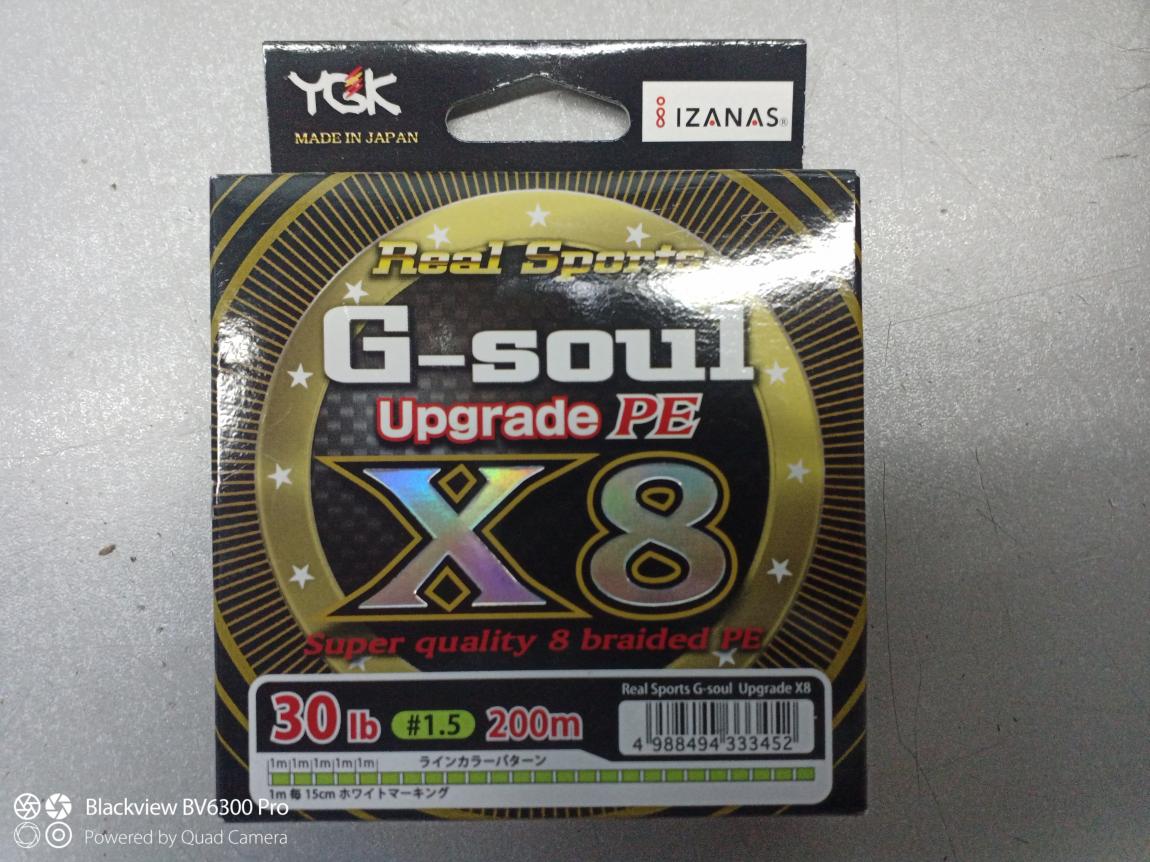 YGK
MADE IN JAPAN
IZANAS®
Real Sports
G-soul
Upgrade PE
X8
Super quality 8 braided PE
30 lb #1.5 200m
Real Sports G-soul Upgrade X8
4 988494 333452
1m 1m 1m 1m 1m ラインカラーパターン
1m 毎 15cm ホワイトマーキング
Blackview BV6300 Pro
Powered by Quad Camera